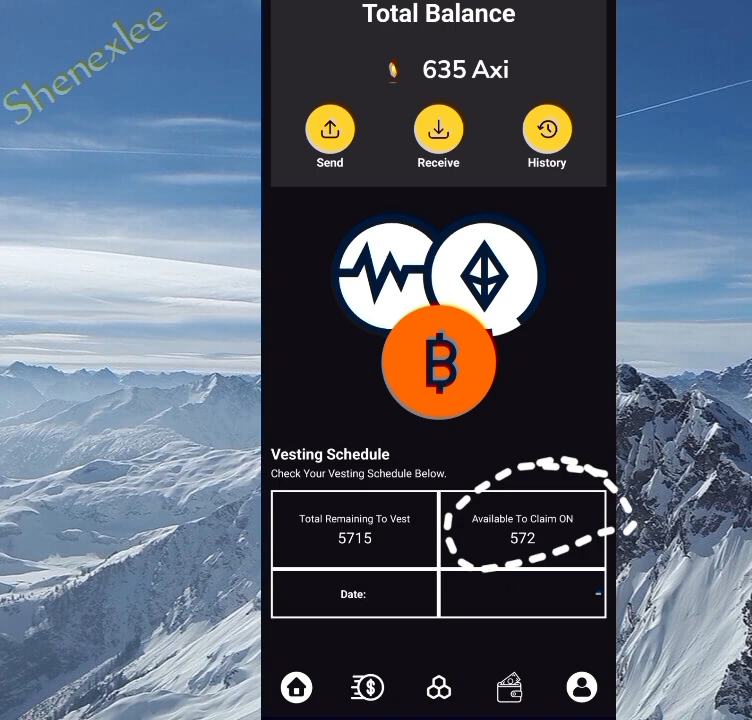 Shenexlee
Total Balance
635 Axi
Send
Receive
History
Vesting Schedule
Check Your Vesting Schedule Below.
Total Remaining To Vest
5715
Available To Claim ON
572
Date: